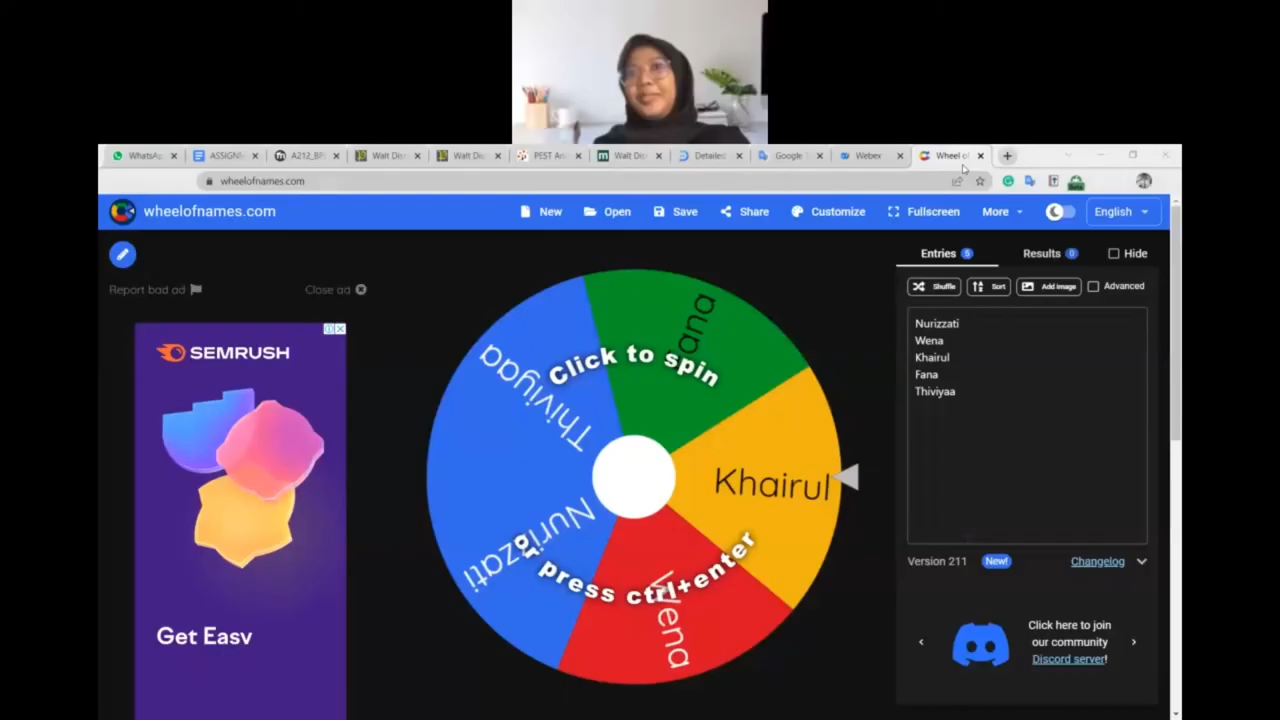 WhatsA
ASSIGN
A212_BP
Walt Dis
Walt Dis
PEST An
Walt Dis
Detailed
Google T
Webex
Wheel of
wheelofnames.com
wheelofnames.com
New
Open
Save
Share
Customize
Fullscreen
More
English
Report bad ad
Close ad
SEMRUSH
Get Easy
Thiviyaa
ana
Khairul
Wena
Nurizzati
Click to spin
or press ctrl+enter
Entries 5
Results 0
Hide
Shuffle
Sort
Add image
Advanced
Nurizzati
Wena
Khairul
Fana
Thiviyaa
Version 211
New!
Changelog
Click here to join
our community
Discord server!